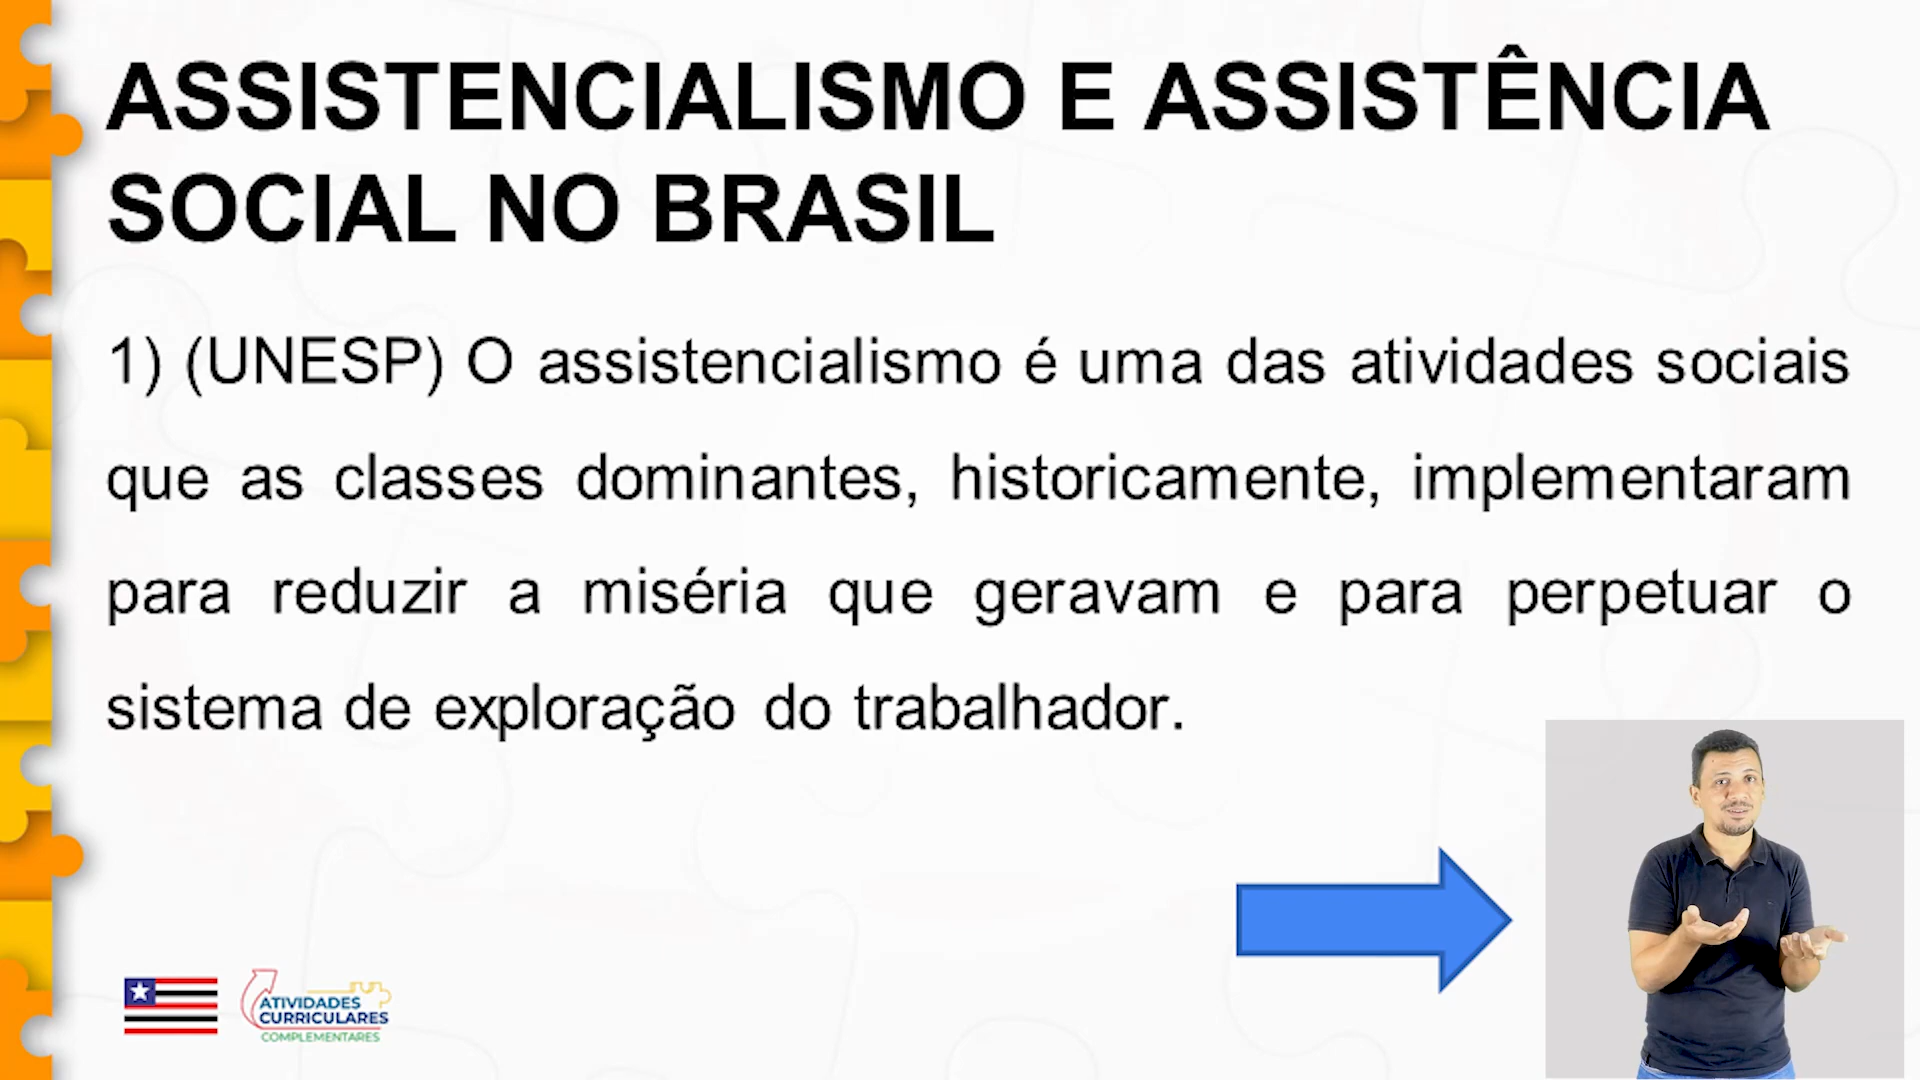 ASSISTENCIALISMO E ASSISTÊNCIA
SOCIAL NO BRASIL
1) (UNESP) O assistencialismo é uma das atividades sociais
que as classes dominantes, historicamente, implementaram
para reduzir a miséria que geravam e para perpetuar o
sistema de exploração do trabalhador.
ATIVIDADES
CURRICULARES
COMPLEMENTARES